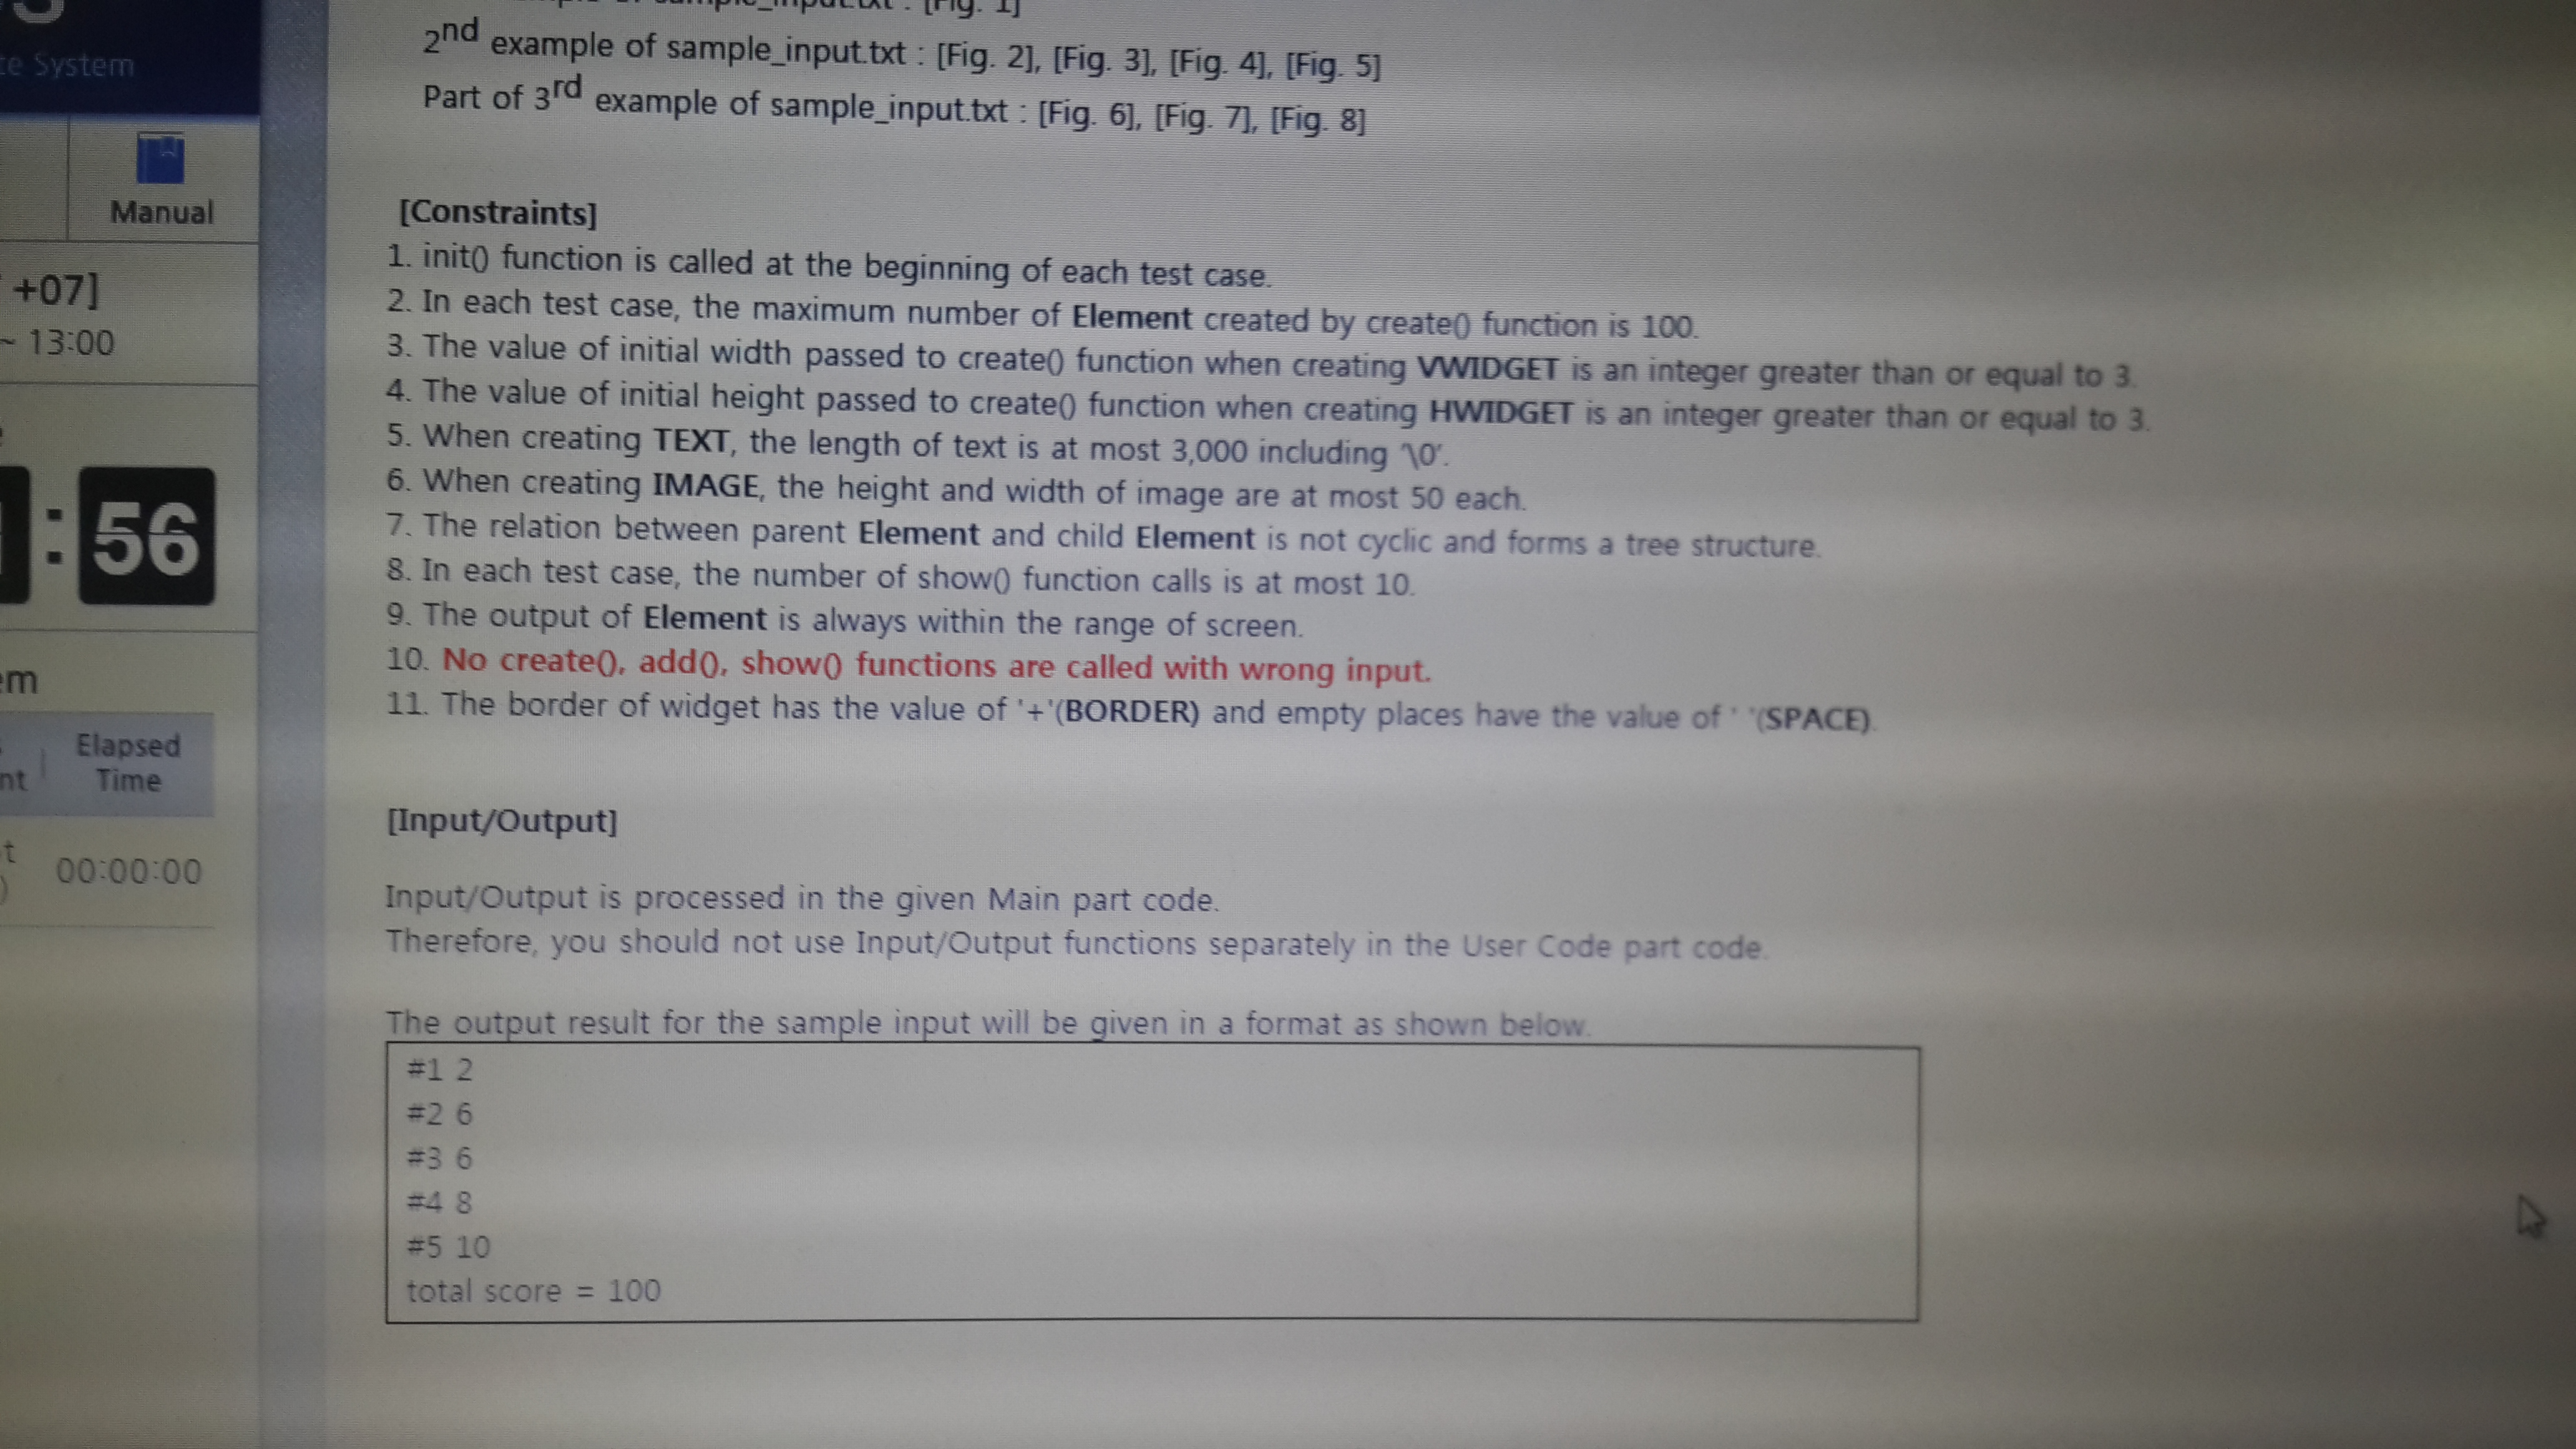 [Fig. 1]
2nd example of sample_input.txt : [Fig. 2], [Fig. 3], [Fig. 4], [Fig. 5]
Part of 3rd example of sample_input.txt : [Fig. 6], [Fig. 7], [Fig. 8]
System
Manual
+07]
~ 13:00
: 56
Elapsed
Time
00:00:00
[Constraints]
1. init() function is called at the beginning of each test case.
2. In each test case, the maximum number of Element created by create() function is 100.
3. The value of initial width passed to create() function when creating VWIDGET is an integer greater than or equal to 3.
4. The value of initial height passed to create() function when creating HWIDGET is an integer greater than or equal to 3.
5. When creating TEXT, the length of text is at most 3,000 including '\0'.
6. When creating IMAGE, the height and width of image are at most 50 each.
7. The relation between parent Element and child Element is not cyclic and forms a tree structure.
8. In each test case, the number of show() function calls is at most 10.
9. The output of Element is always within the range of screen.
10. No create(), add(), show() functions are called with wrong input.
11. The border of widget has the value of '+'(BORDER) and empty places have the value of ' '(SPACE).
[Input/Output]
Input/Output is processed in the given Main part code.
Therefore, you should not use Input/Output functions separately in the User Code part code.
The output result for the sample input will be given in a format as shown below.
#1 2
#2 6
#3 6
#4 8
#5 10
total score = 100